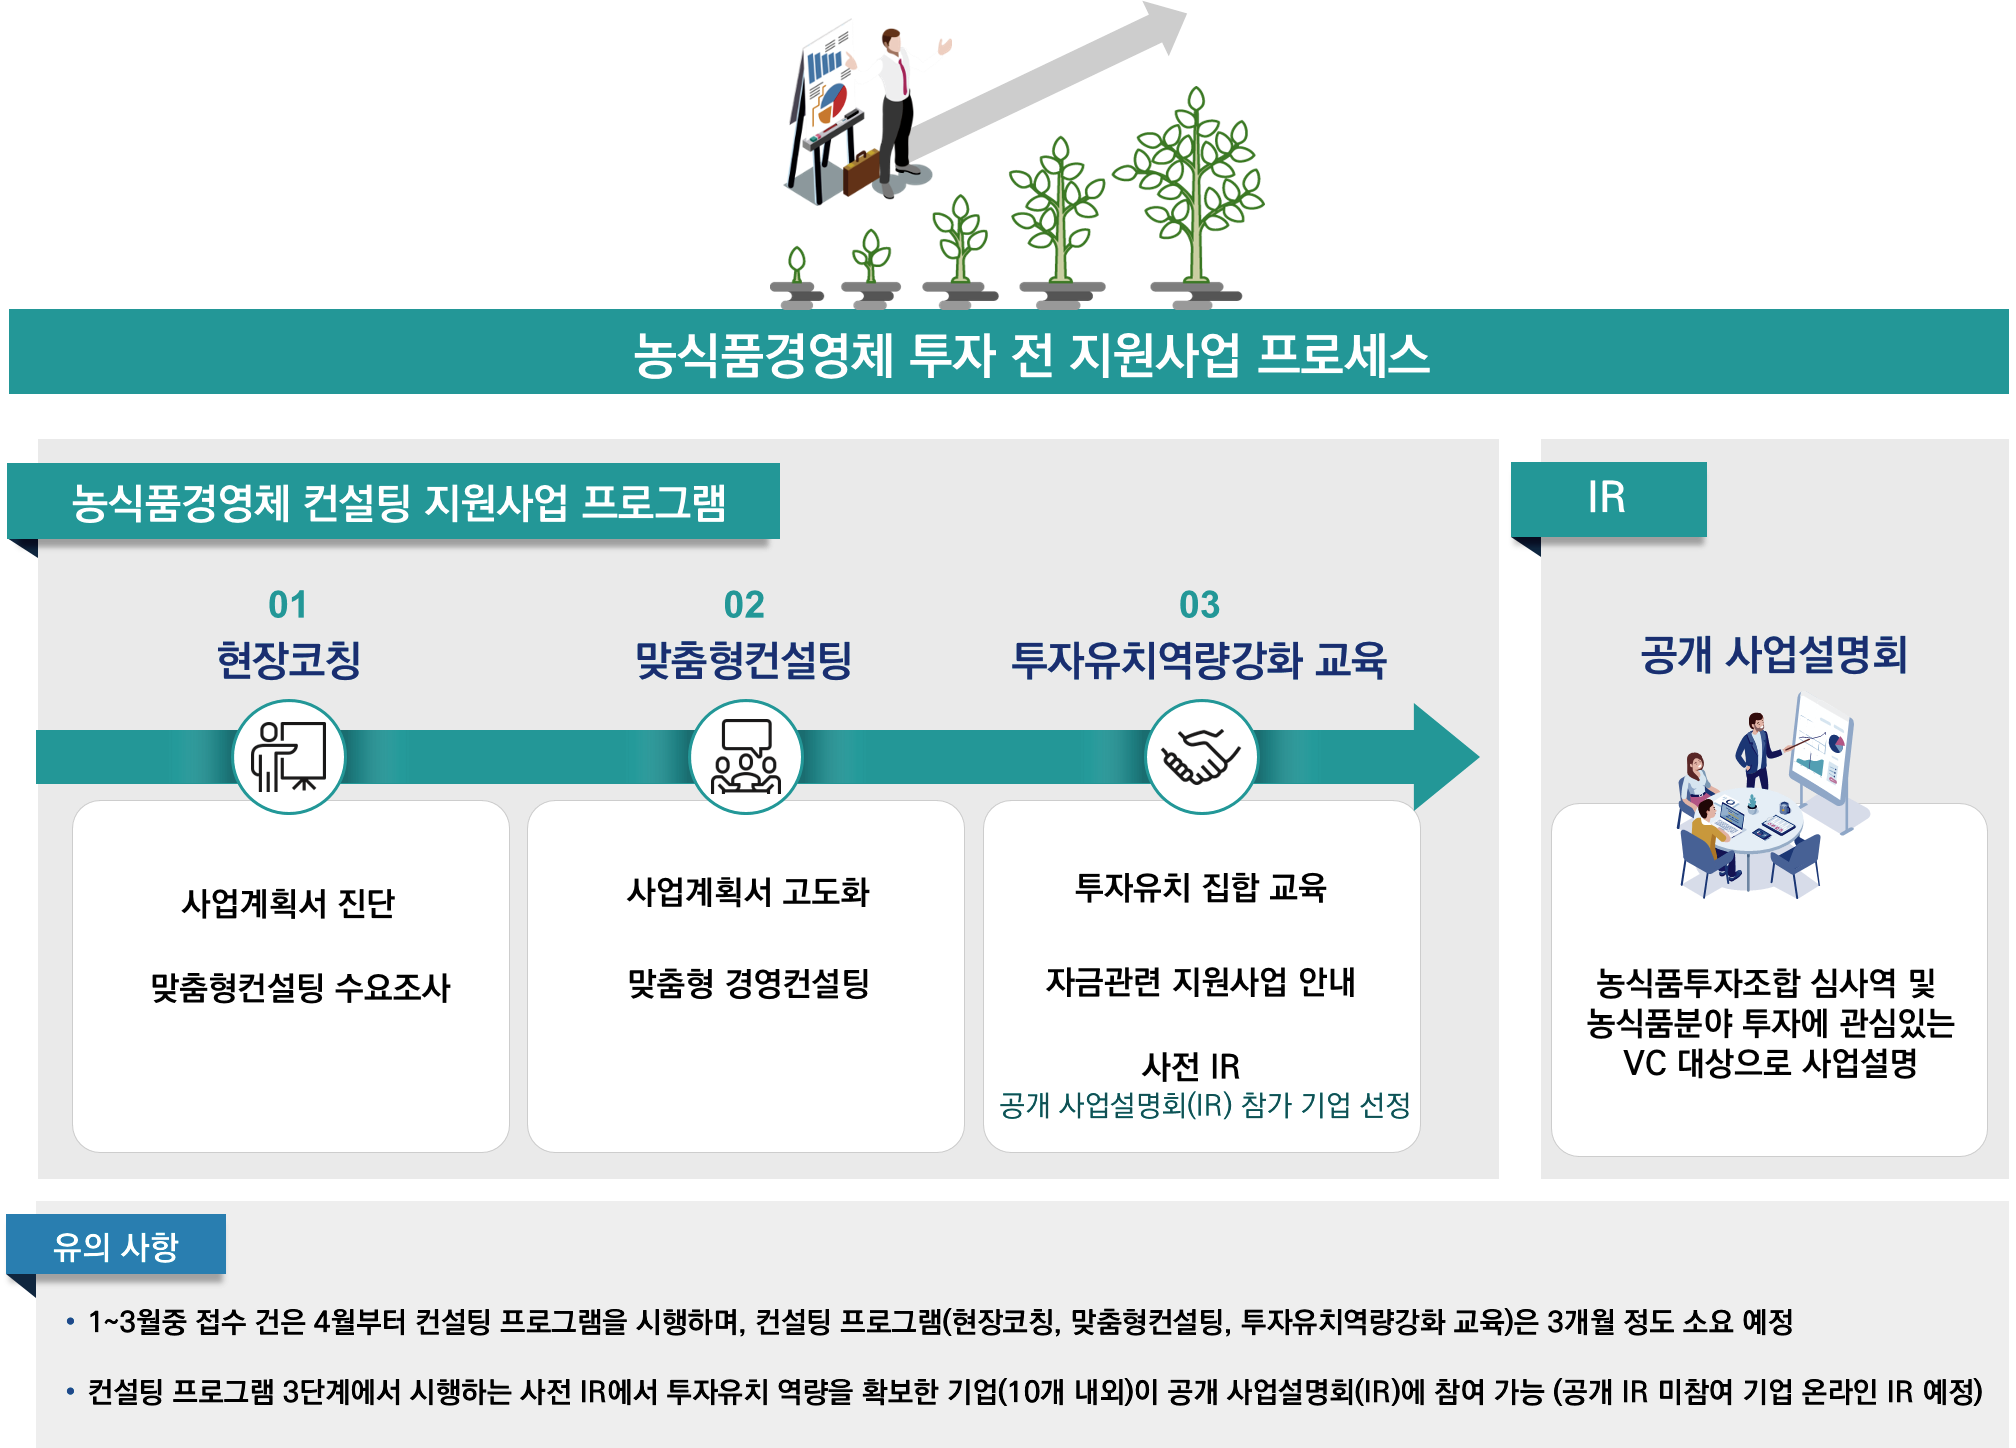 농식품경영체 투자 전 지원사업 프로세스
농식품경영체 컨설팅 지원사업 프로그램
01
현장코칭
사업계획서 진단
맞춤형컨설팅 수요조사
02
맞춤형컨설팅
사업계획서 고도화
맞춤형 경영컨설팅
03
투자유치역량강화 교육
투자유치 집합 교육
자금관련 지원사업 안내
사전 IR
공개 사업설명회(IR) 참가 기업 선정
IR
공개 사업설명회
농식품투자조합 심사역 및
농식품분야 투자에 관심있는
VC 대상으로 사업설명
유의 사항
• 1~3월중 접수 건은 4월부터 컨설팅 프로그램을 시행하며, 컨설팅 프로그램(현장코칭, 맞춤형컨설팅, 투자유치역량강화 교육)은 3개월 정도 소요 예정
• 컨설팅 프로그램 3단계에서 시행하는 사전 IR에서 투자유치 역량을 확보한 기업(10개 내외)이 공개 사업설명회(IR)에 참여 가능 (공개 IR 미참여 기업 온라인 IR 예정)